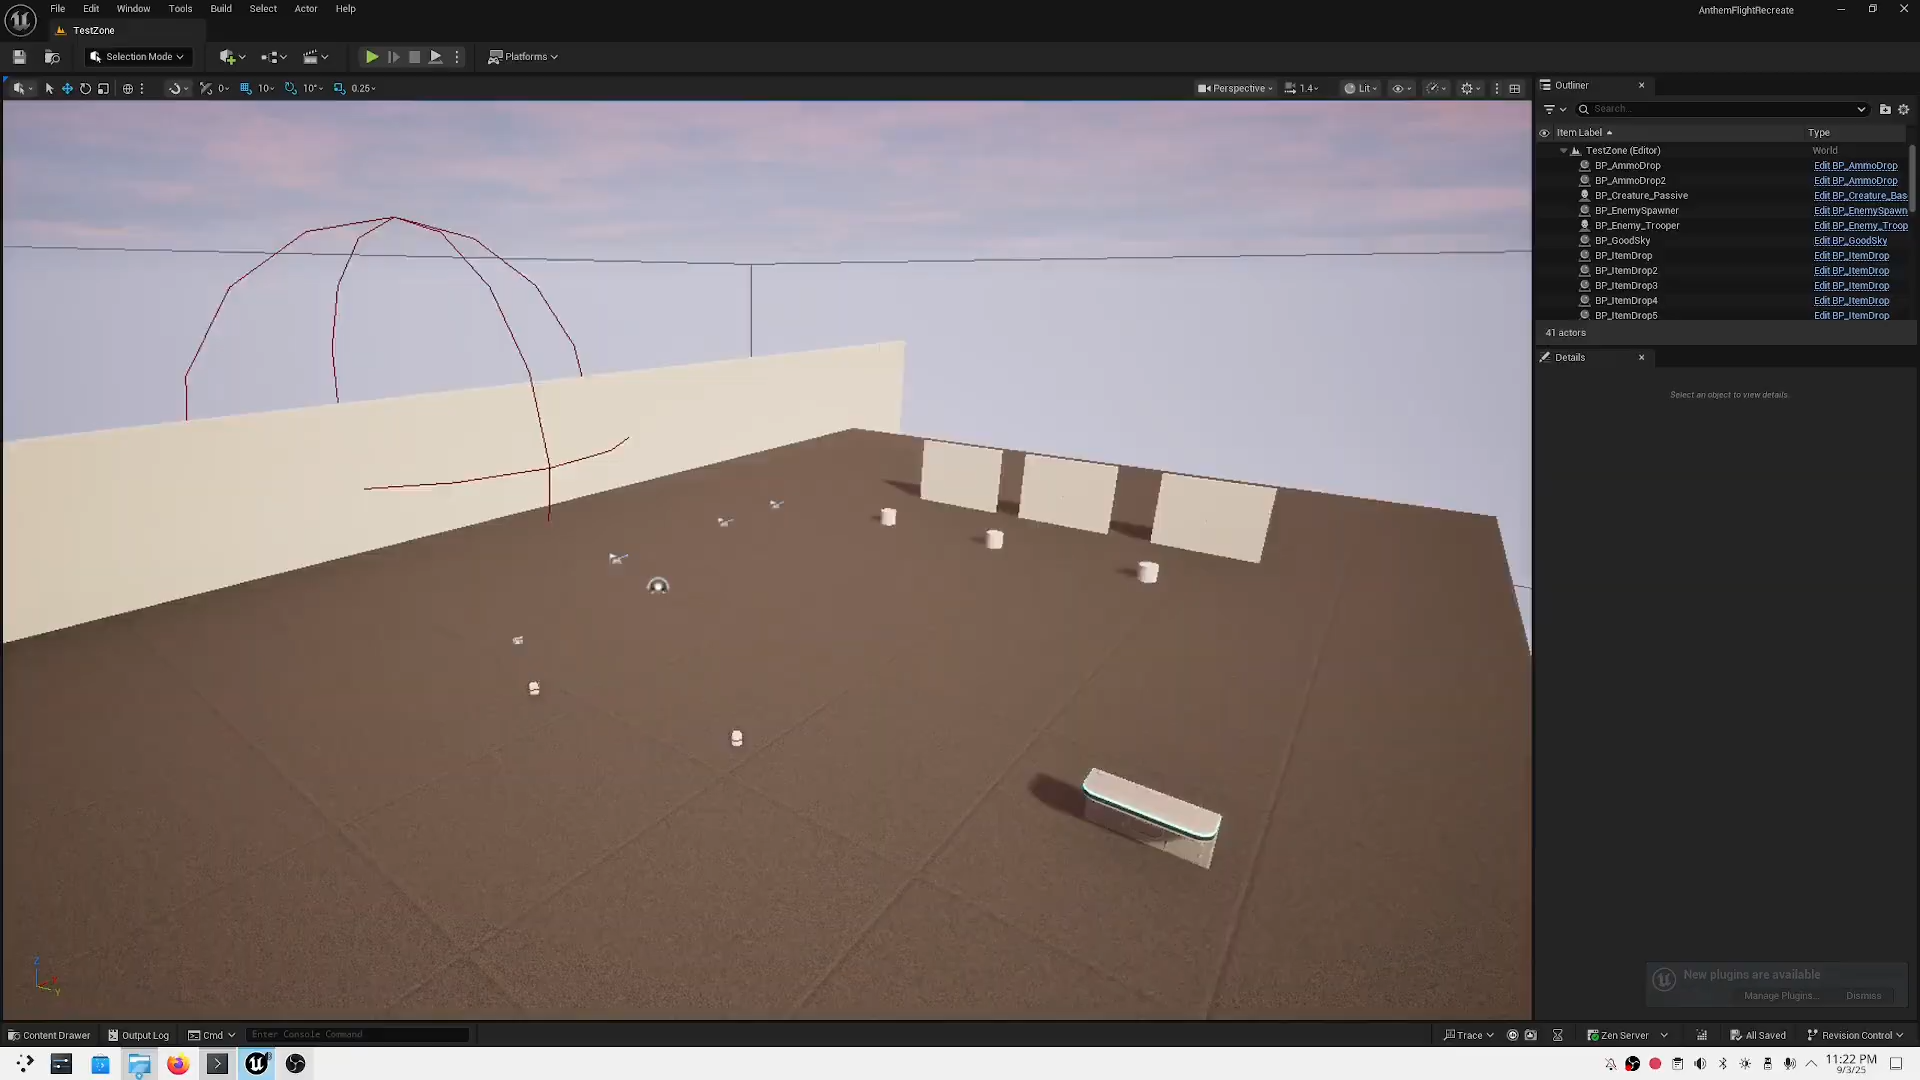 File Edit Window Tools Build Select Actor Help
AnthemFlightRecreate
TestZone
Selection Mode
Platforms
0
10
10°
0.25
Perspective
1.4
Lit
Outliner
Search...
Item Label Type
TestZone (Editor) World
BP_AmmoDrop Edit BP_AmmoDrop
BP_AmmoDrop2 Edit BP_AmmoDrop
BP_Creature_Passive Edit BP_Creature_Bas
BP_EnemySpawner Edit BP_EnemySpawn
BP_Enemy_Trooper Edit BP_Enemy_Troop
BP_GoodSky Edit BP_GoodSky
BP_ItemDrop Edit BP_ItemDrop
BP_ItemDrop2 Edit BP_ItemDrop
BP_ItemDrop3 Edit BP_ItemDrop
BP_ItemDrop4 Edit BP_ItemDrop
BP_ItemDrop5 Edit BP_ItemDrop
41 actors
Details
Select an object to view details.
Z
Y
New plugins are available
Manage Plugins... Dismiss
Content Drawer Output Log Cmd Enter Console Command
Trace Zen Server All Saved Revision Control
11:22 PM
9/3/25